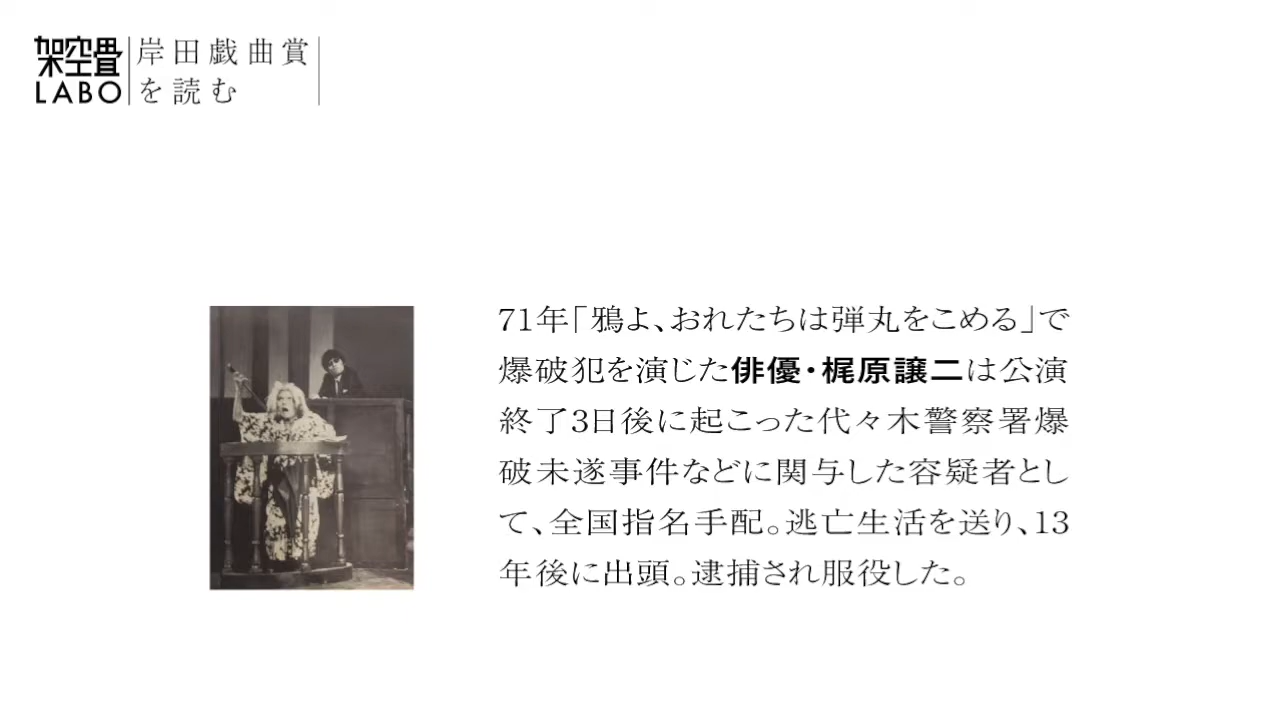 架空畳
LABO
岸田戯曲賞
を読む
71年「鴉よ、おれたちは弾丸をこめる」で
爆破犯を演じた俳優・梶原譲二は公演
終了3日後に起こった代々木警察署爆
破未遂事件などに関与した容疑者とし
て、全国指名手配。逃亡生活を送り、13
年後に出頭。逮捕され服役した。